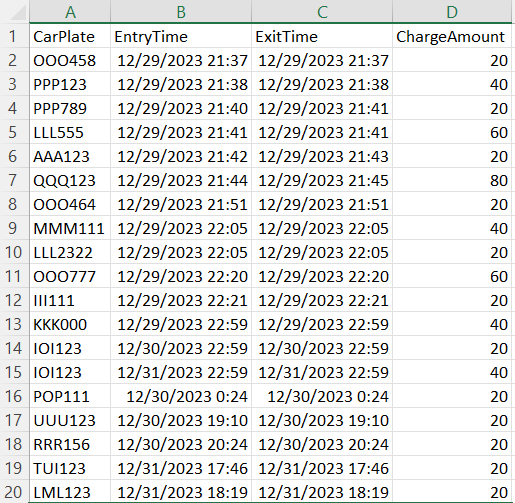 A B C D
1 CarPlate EntryTime ExitTime ChargeAmount
2 OOO458 12/29/2023 21:37 12/29/2023 21:37 20
3 PPP123 12/29/2023 21:38 12/29/2023 21:38 40
4 PPP789 12/29/2023 21:40 12/29/2023 21:41 20
5 LLL555 12/29/2023 21:41 12/29/2023 21:41 60
6 AAA123 12/29/2023 21:42 12/29/2023 21:43 20
7 QQQ123 12/29/2023 21:44 12/29/2023 21:45 80
8 OOO464 12/29/2023 21:51 12/29/2023 21:51 20
9 MMM111 12/29/2023 22:05 12/29/2023 22:05 40
10 LLL2322 12/29/2023 22:05 12/29/2023 22:05 20
11 OOO777 12/29/2023 22:20 12/29/2023 22:20 60
12 III111 12/29/2023 22:21 12/29/2023 22:21 20
13 KKK000 12/29/2023 22:59 12/29/2023 22:59 40
14 IOI123 12/30/2023 22:59 12/30/2023 22:59 20
15 IOI123 12/31/2023 22:59 12/31/2023 22:59 40
16 POP111 12/30/2023 0:24 12/30/2023 0:24 20
17 UUU123 12/30/2023 19:10 12/30/2023 19:10 20
18 RRR156 12/30/2023 20:24 12/30/2023 20:24 20
19 TUI123 12/31/2023 17:46 12/31/2023 17:46 20
20 LML123 12/31/2023 18:19 12/31/2023 18:19 20